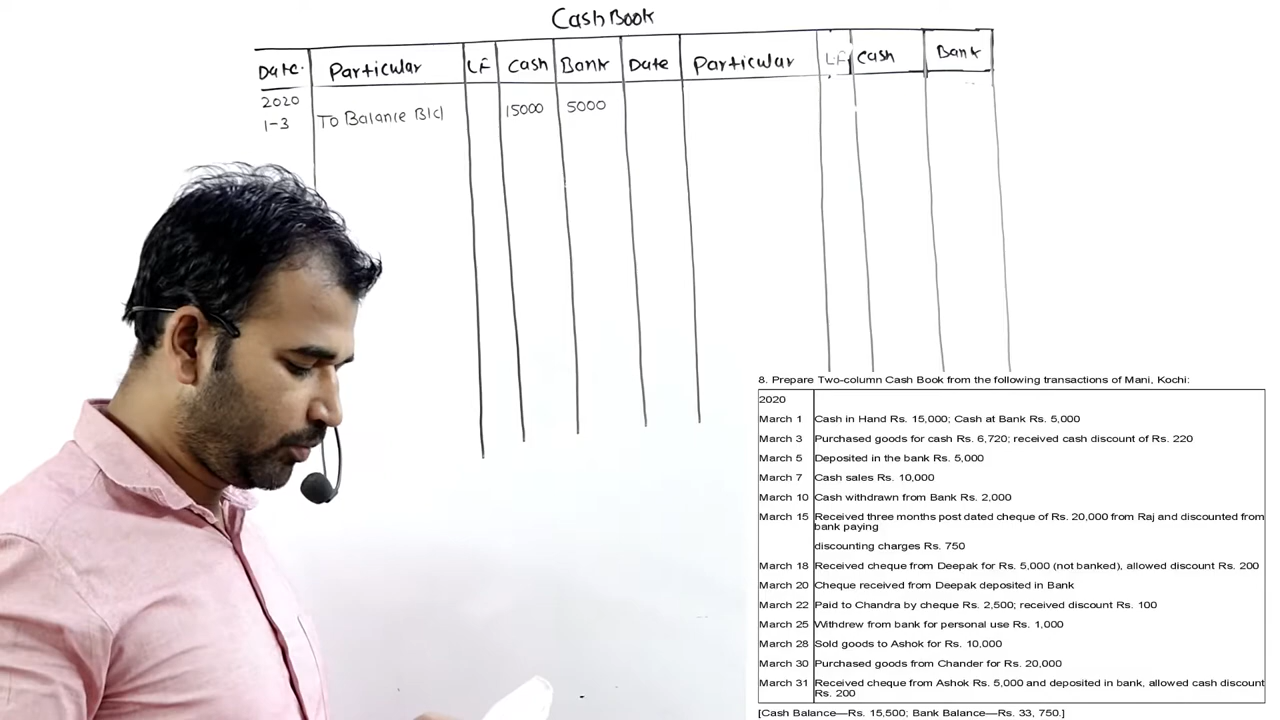 Cash Book
Date. Particular LF Cash Bank Date Particular LF Cash Bank
2020
1-3 To Balance B/d 15000 5000
8. Prepare Two-column Cash Book from the following transactions of Mani, Kochi:
2020
March 1 Cash in Hand Rs. 15,000; Cash at Bank Rs. 5,000
March 3 Purchased goods for cash Rs. 6,720; received cash discount of Rs. 220
March 5 Deposited in the bank Rs. 5,000
March 7 Cash sales Rs. 10,000
March 10 Cash withdrawn from Bank Rs. 2,000
March 15 Received three months post dated cheque of Rs. 20,000 from Raj and discounted from
bank paying
discounting charges Rs. 750
March 18 Received cheque from Deepak for Rs. 5,000 (not banked), allowed discount Rs. 200
March 20 Cheque received from Deepak deposited in Bank
March 22 Paid to Chandra by cheque Rs. 2,500; received discount Rs. 100
March 25 Withdrew from bank for personal use Rs. 1,000
March 28 Sold goods to Ashok for Rs. 10,000
March 30 Purchased goods from Chander for Rs. 20,000
March 31 Received cheque from Ashok Rs. 5,000 and deposited in bank, allowed cash discount
Rs. 200
[Cash Balance—Rs. 15,500; Bank Balance—Rs. 33, 750.]